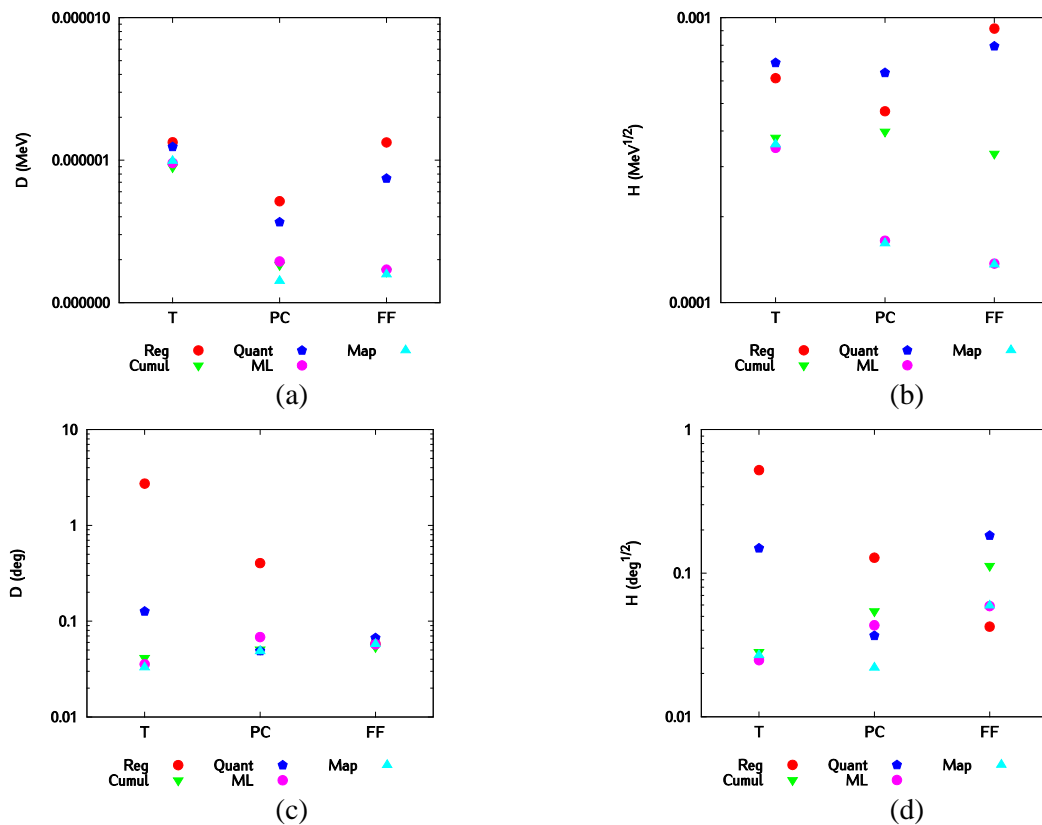 0.000010
0.000001
0.000000
D (MeV)
T PC FF
Reg Quant Map
Cumul ML
(a)
0.001
0.0001
H (MeV1/2)
T PC FF
Reg Quant Map
Cumul ML
(b)
10
1
0.1
0.01
D (deg)
T PC FF
Reg Quant Map
Cumul ML
(c)
1
0.1
0.01
H (deg1/2)
T PC FF
Reg Quant Map
Cumul ML
(d)